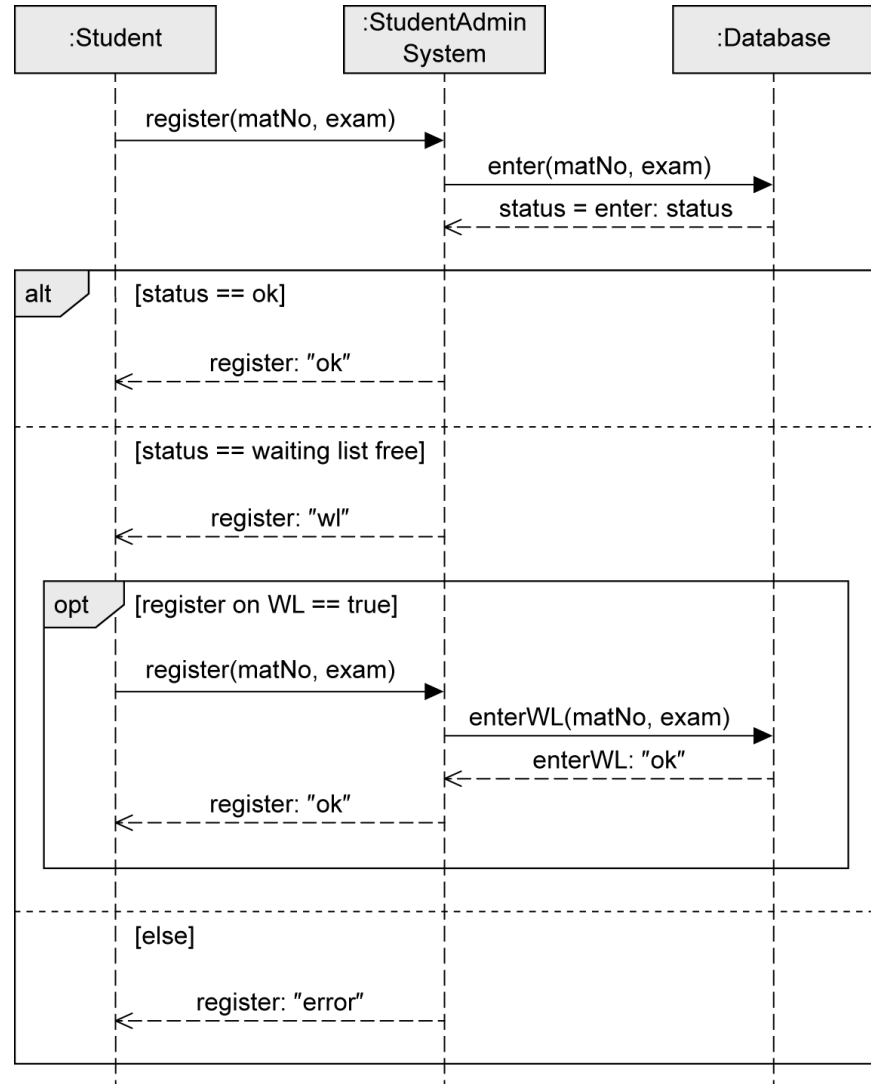 :Student
:StudentAdmin
System
:Database
register(matNo, exam)
enter(matNo, exam)
status = enter: status
alt
[status == ok]
register: "ok"
[status == waiting list free]
register: "wl"
opt
[register on WL == true]
register(matNo, exam)
enterWL(matNo, exam)
enterWL: "ok"
register: "ok"
[else]
register: "error"